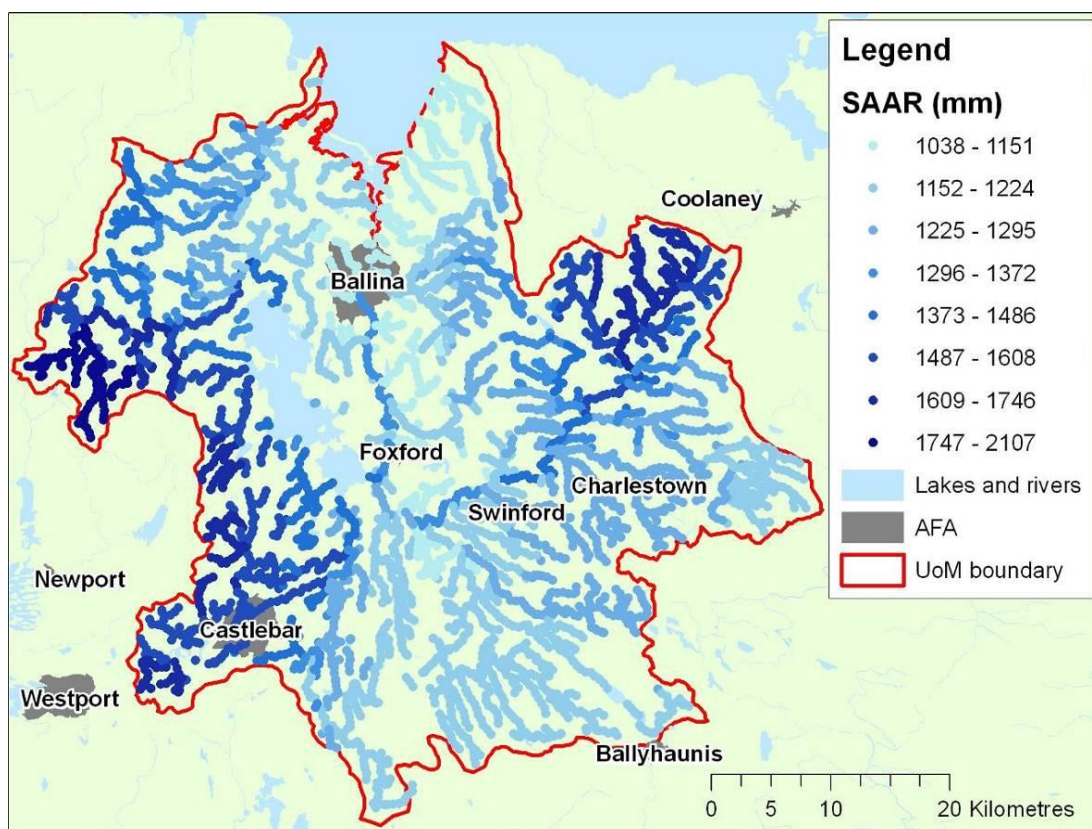 Legend
SAAR (mm)
1038 - 1151
1152 - 1224
1225 - 1295
1296 - 1372
1373 - 1486
1487 - 1608
1609 - 1746
1747 - 2107
Lakes and rivers
AFA
UoM boundary
Coolaney
Ballina
Foxford
Charlestown
Swinford
Newport
Castlebar
Westport
Ballyhaunis
0 5 10 20 Kilometres